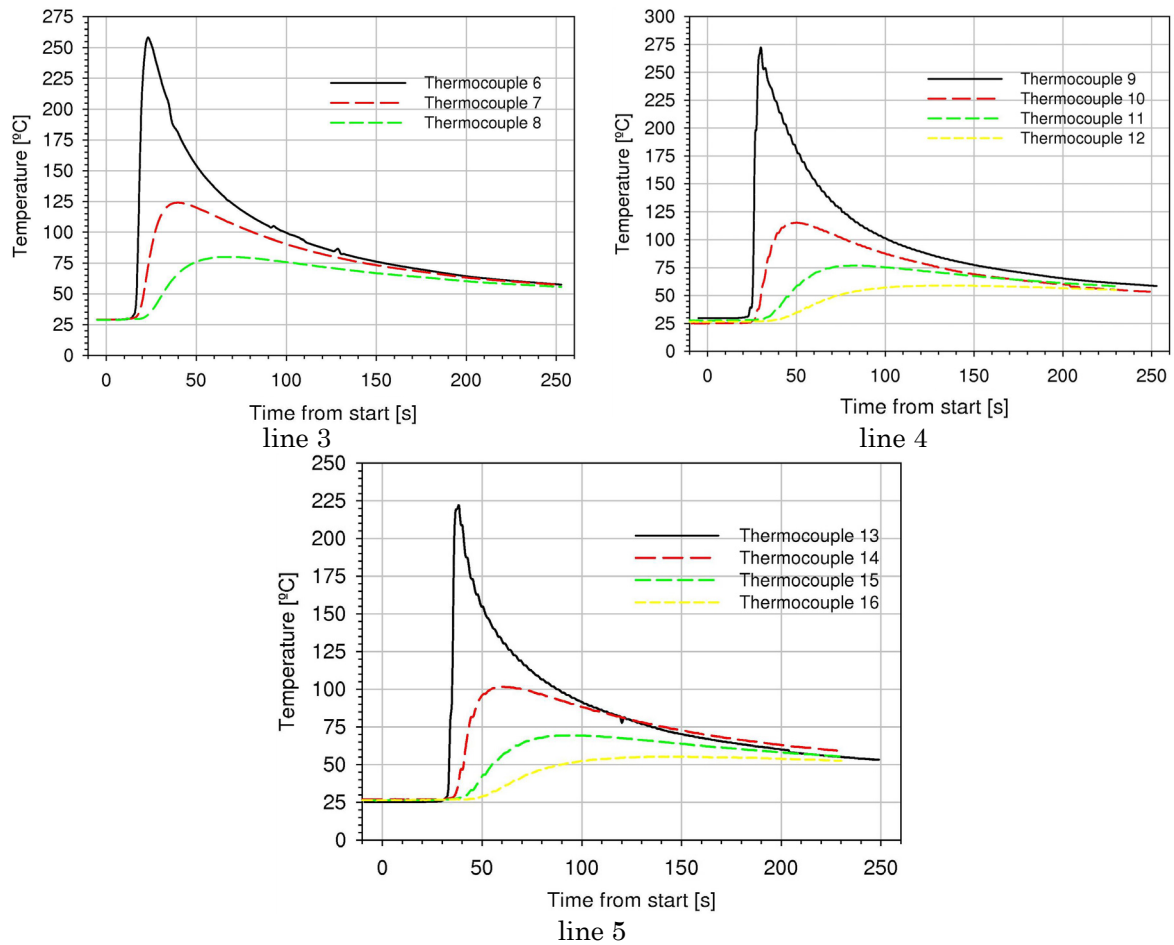 275
250
225
200
175
150
125
100
75
50
25
0
Temperature [ºC]
Thermocouple 6
Thermocouple 7
Thermocouple 8
0 50 100 150 200 250
Time from start [s]
line 3
300
275
250
225
200
175
150
125
100
75
50
25
0
Temperature [ºC]
Thermocouple 9
Thermocouple 10
Thermocouple 11
Thermocouple 12
0 50 100 150 200 250
Time from start [s]
line 4
250
225
200
175
150
125
100
75
50
25
0
Temperature [ºC]
Thermocouple 13
Thermocouple 14
Thermocouple 15
Thermocouple 16
0 50 100 150 200 250
Time from start [s]
line 5